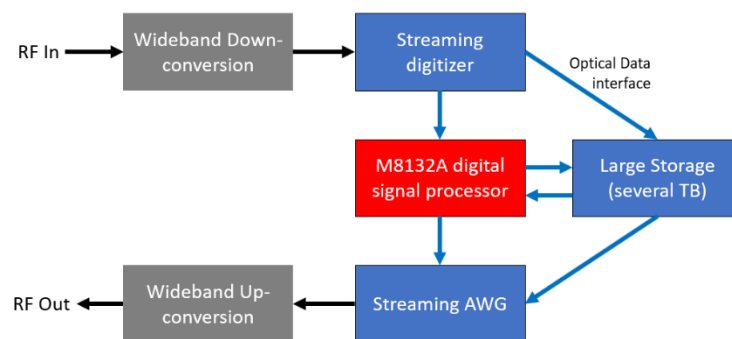 RF In
Wideband Down-
conversion
Streaming
digitizer
Optical Data
interface
M8132A digital
signal processor
Large Storage
(several TB)
RF Out
Wideband Up-
conversion
Streaming AWG